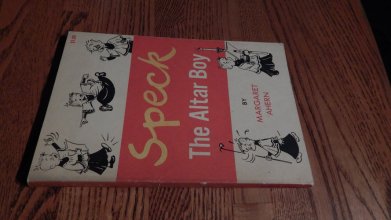 Speck
The Altar Boy
BY
MARGARET
AHERN